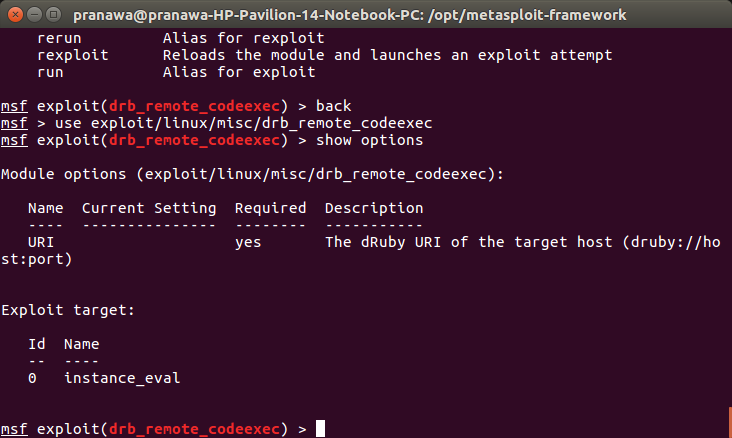 pranawa@pranawa-HP-Pavilion-14-Notebook-PC: /opt/metasploit-framework
    rerun         Alias for rexploit
    rexploit      Reloads the module and launches an exploit attempt
    run           Alias for exploit
msf exploit(drb_remote_codeexec) > back
msf > use exploit/linux/misc/drb_remote_codeexec
msf exploit(drb_remote_codeexec) > show options
Module options (exploit/linux/misc/drb_remote_codeexec):
   Name  Current Setting  Required  Description
   ----  ---------------  --------  -----------
   URI                    yes       The dRuby URI of the target host (druby://ho
st:port)
Exploit target:
   Id  Name
   --  ----
   0   instance_eval
msf exploit(drb_remote_codeexec) >